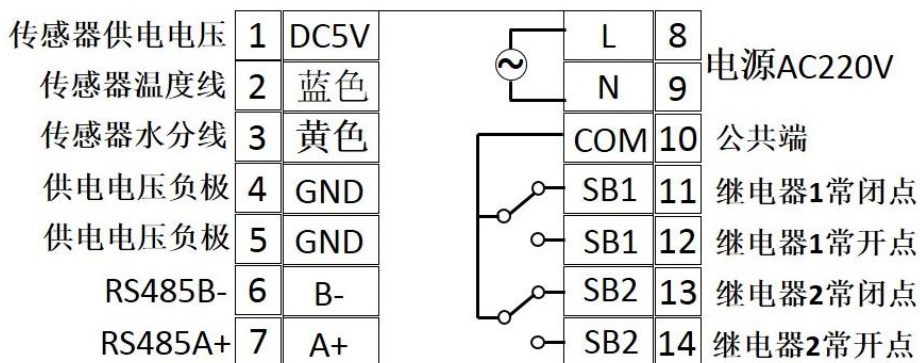 传感器供电电压 1 DC5V L 8
传感器温度线 2 蓝色 N 9 电源AC220V
传感器水分线 3 黄色 COM 10 公共端
供电电压负极 4 GND SB1 11 继电器1常闭点
供电电压负极 5 GND SB1 12 继电器1常开点
RS485B- 6 B- SB2 13 继电器2常闭点
RS485A+ 7 A+ SB2 14 继电器2常开点